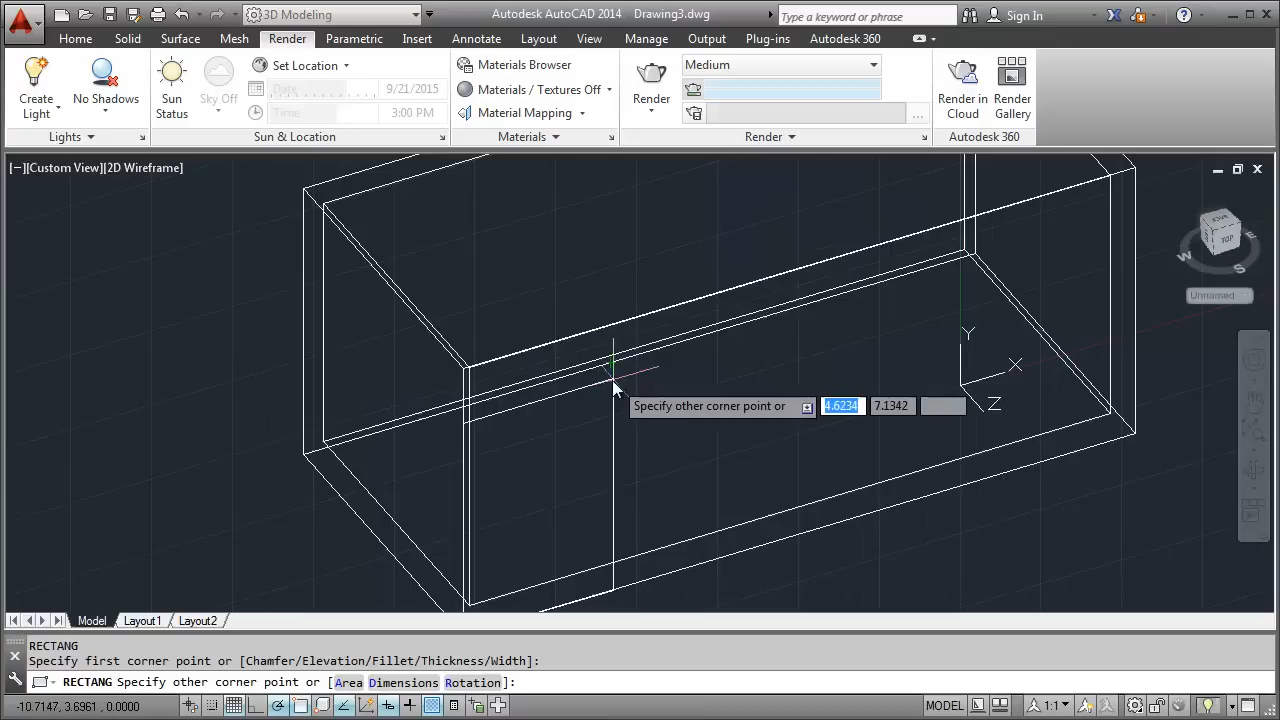 3D Modeling
Autodesk AutoCAD 2014 Drawing3.dwg
Type a keyword or phrase
Sign In
Home Solid Surface Mesh Render Parametric Insert Annotate Layout View Manage Output Plug-ins Autodesk 360
Create Light
No Shadows
Lights
Sun Status
Sky Off
Set Location
Date 9/21/2015
Time 3:00 PM
Sun & Location
Materials Browser
Materials / Textures Off
Material Mapping
Materials
Render
Medium
...
Render
Render in Cloud
Render Gallery
Autodesk 360
[−][Custom View][2D Wireframe]
TOP
W
E
S
Unnamed
Y
X
Z
Specify other corner point or 4.6234 7.1342
Model Layout1 Layout2
RECTANG
Specify first corner point or [Chamfer/Elevation/Fillet/Thickness/Width]:
RECTANG Specify other corner point or [Area Dimensions Rotation]:
-10.7147, 3.6961, 0.0000
MODEL
1:1